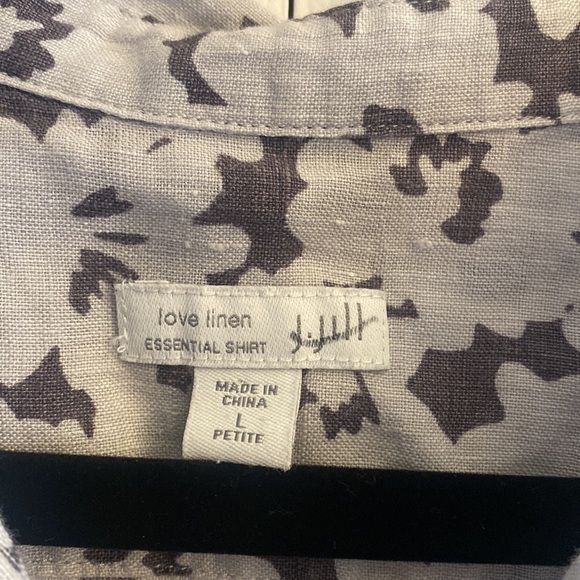 love linen
ESSENTIAL SHIRT
MADE IN
CHINA
L
PETITE